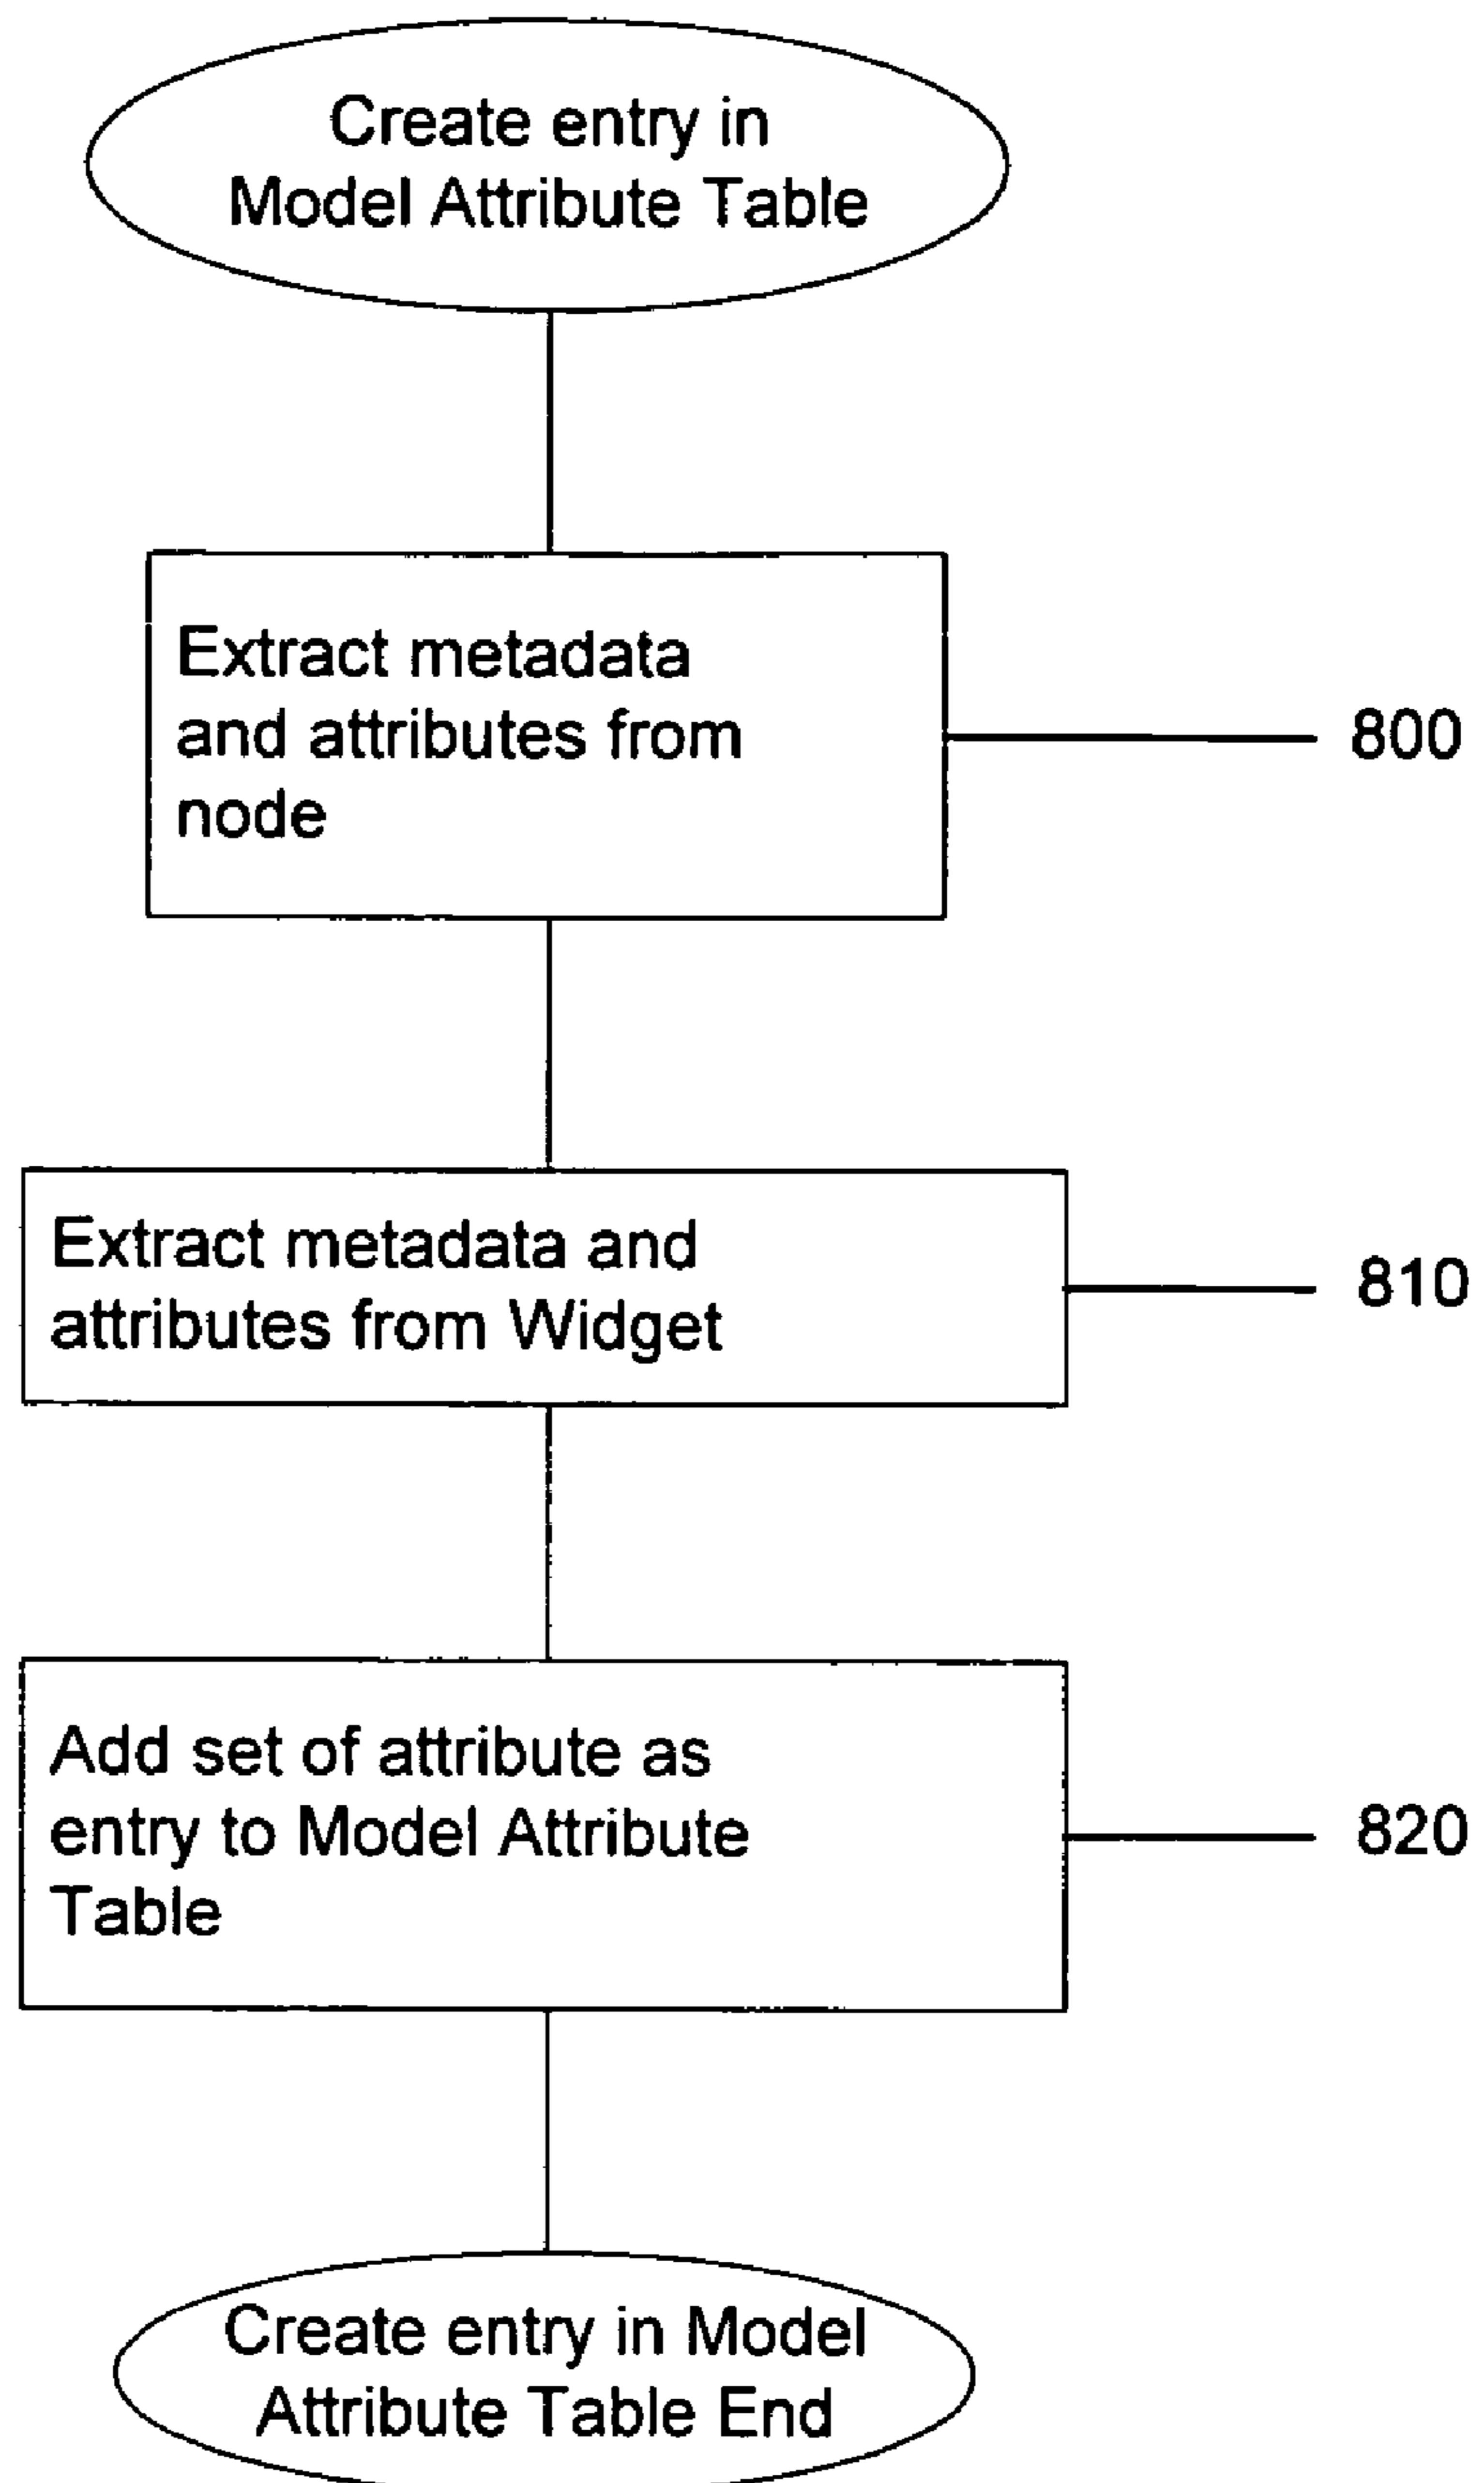 Create entry in
Model Attribute Table
Extract metadata
and attributes from
node
800
Extract metadata and
attributes from Widget
810
Add set of attribute as
entry to Model Attribute
Table
820
Create entry in Model
Attribute Table End